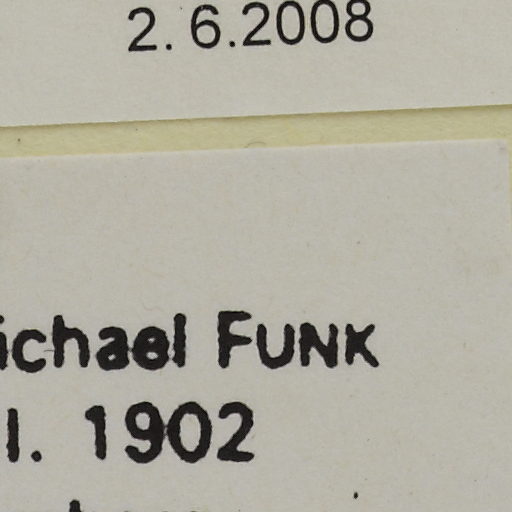 2. 6.2008
ichael FUNK
l. 1902